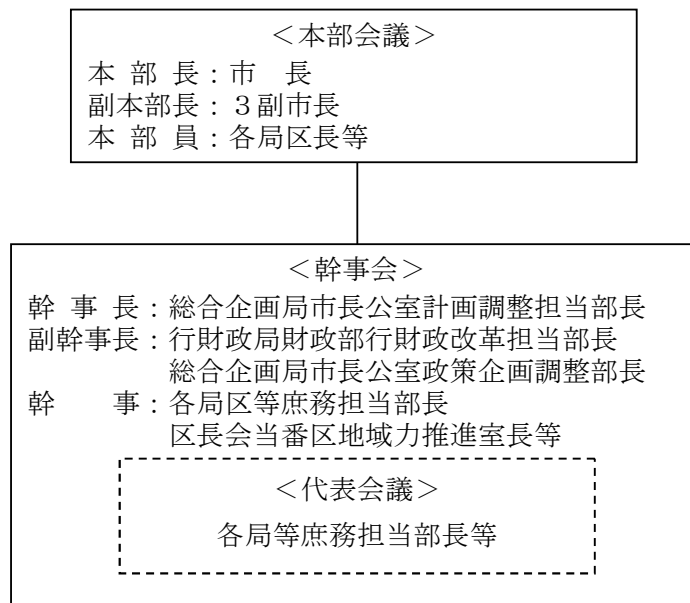 ＜本部会議＞
本 部 長：市　長
副本部長：３副市長
本 部 員：各局区長等
＜幹事会＞
幹 事 長：総合企画局市長公室計画調整担当部長
副幹事長：行財政局財政部行財政改革担当部長
総合企画局市長公室政策企画調整部長
幹　　事：各局区等庶務担当部長
区長会当番区地域力推進室長等
＜代表会議＞
各局等庶務担当部長等